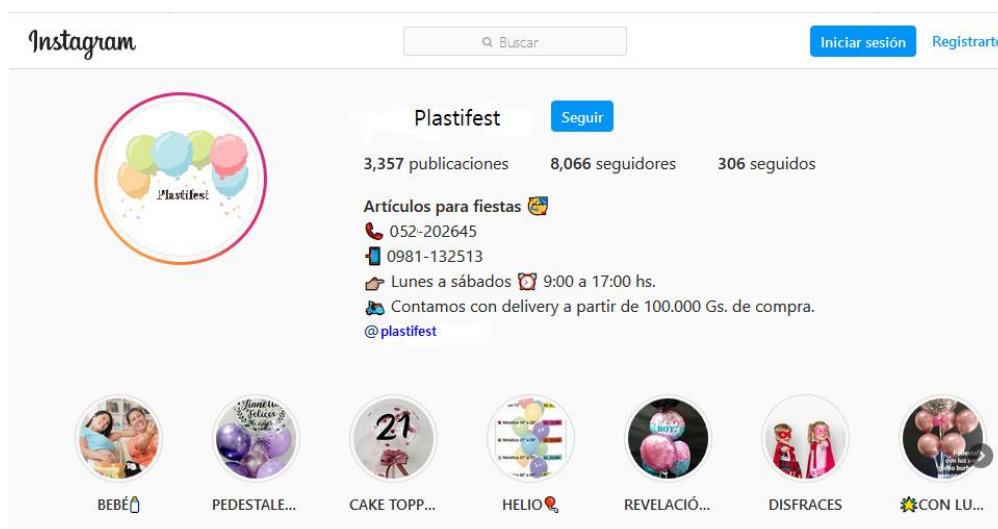 Instagram
Buscar
Iniciar sesión
Registrarte
Plastifest
Seguir
3,357 publicaciones
8,066 seguidores
306 seguidos
Plastifest
Artículos para fiestas
052-202645
0981-132513
Lunes a sábados 9:00 a 17:00 hs.
Contamos con delivery a partir de 100.000 Gs. de compra.
@plastifest
Felices
21
BOY!
BEBÉ
PEDESTALE...
CAKE TOPP...
HELIO
REVELACIÓ...
DISFRACES
CON LU...